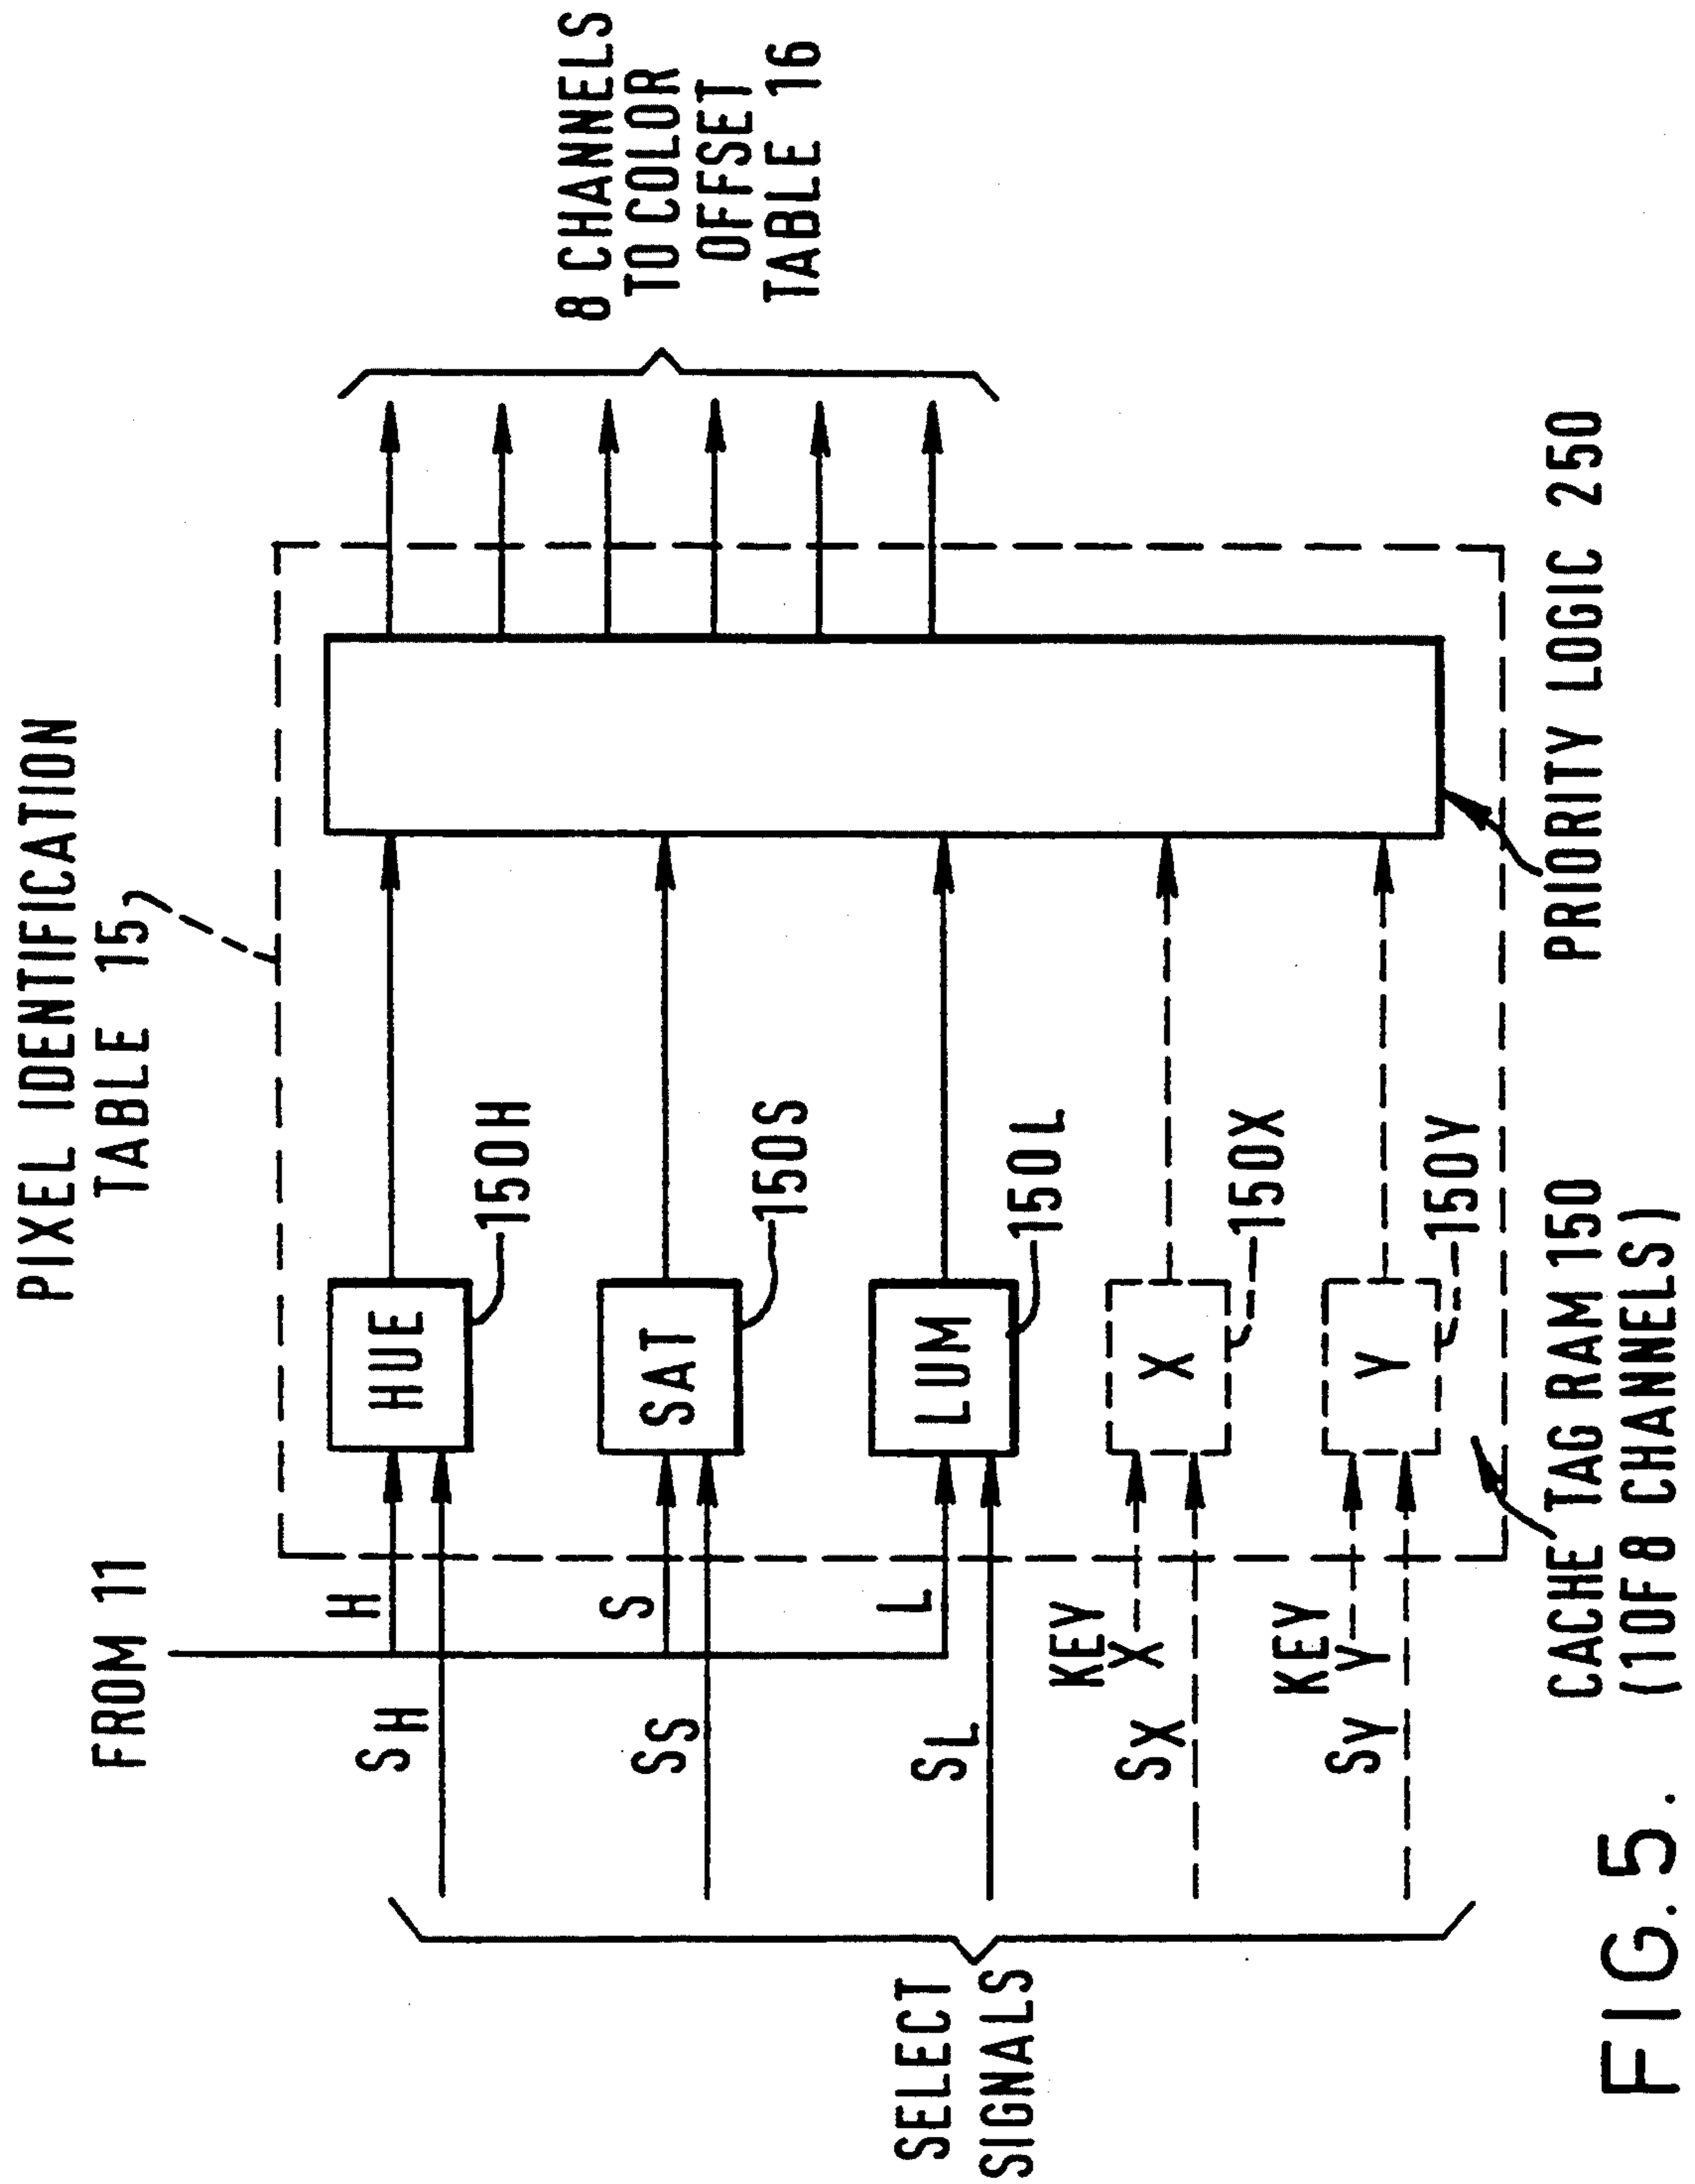 PIXEL IDENTIFICATION
TABLE 15
FROM 11
H
SH
S
SS
L
SL
KEY
X
SX
KEY
Y
SY
SELECT
SIGNALS
HUE
150H
SAT
150S
LUM
150L
X
150X
Y
150Y
8 CHANNELS
TO COLOR
OFFSET
TABLE 16
CACHE TAG RAM 150
(1 OF 8 CHANNELS)
PRIORITY LOGIC 250
FIG. 5.